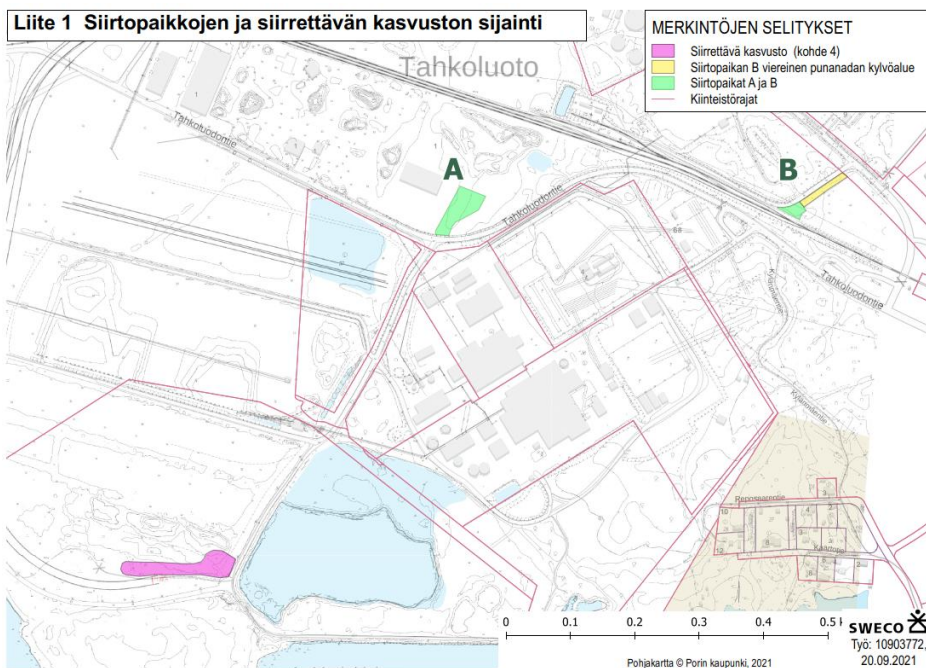 Liite 1 Siirtopaikkojen ja siirrettävän kasvuston sijainti
MERKINTÖJEN SELITYKSET
Siirrettävä kasvusto (kohde 4)
Siirtopaikan B viereinen punanadan kylvöalue
Siirtopaikat A ja B
Kiinteistörajat
Tahkoluoto
Tahkoluodontie
A
B
Tahkoluodontie
Tahkoluodontie
Reposaarentie
0 0.1 0.2 0.3 0.4 0.5
SWECO
Työ: 10903772,
20.09.2021
Pohjakartta © Porin kaupunki, 2021